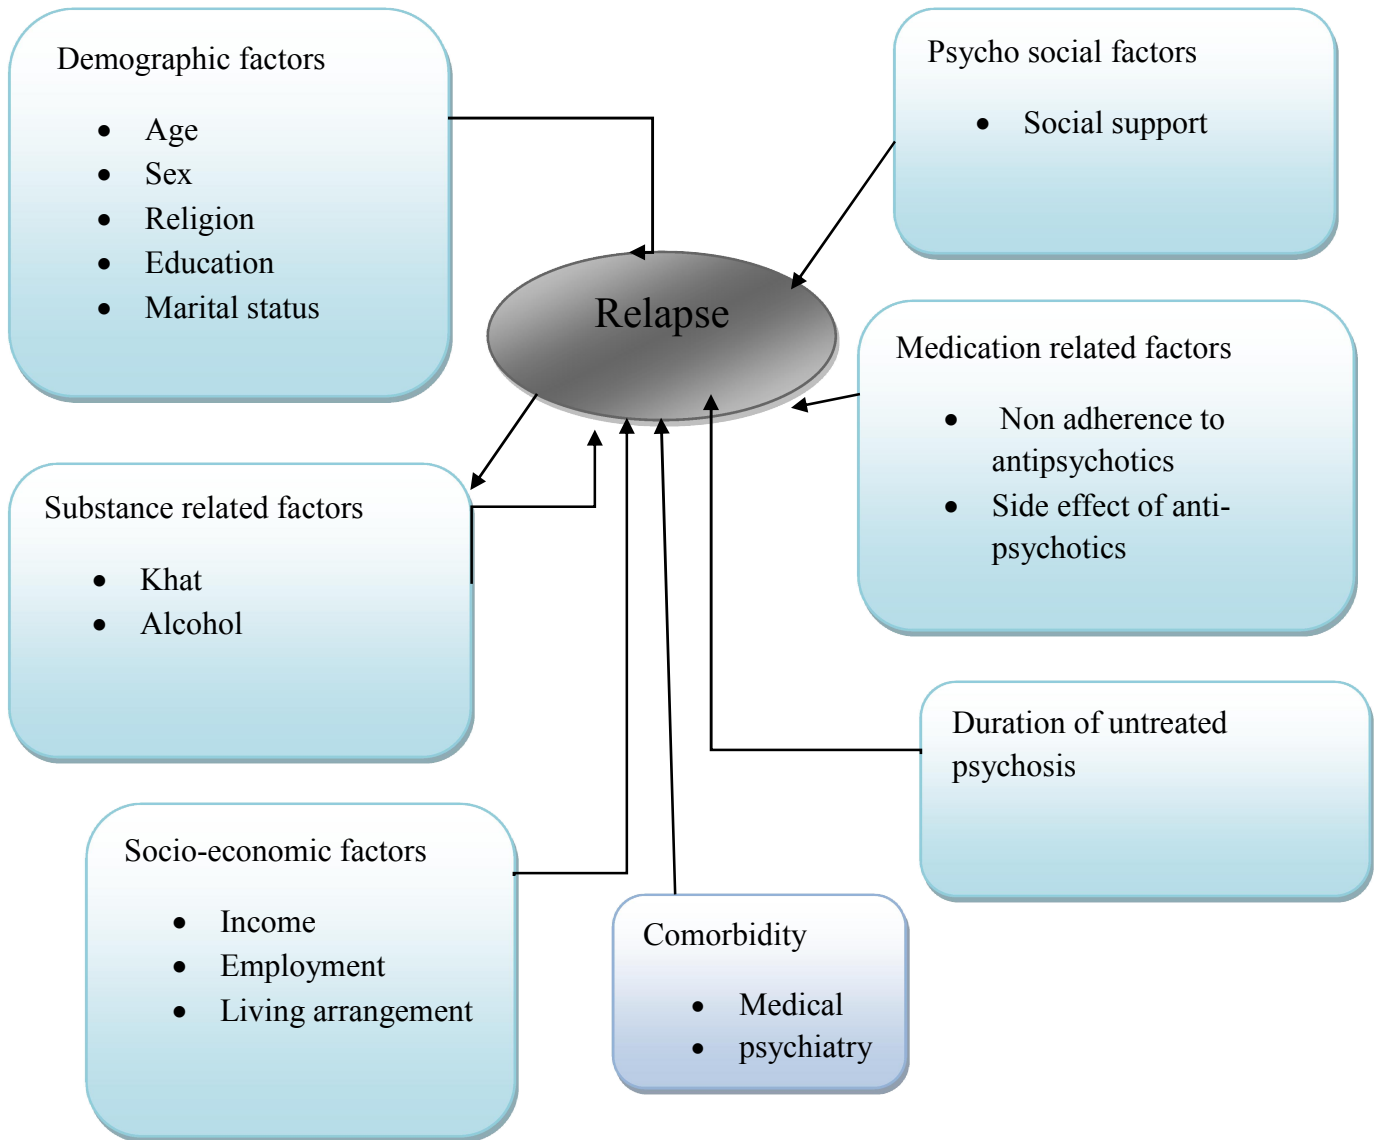 Demographic factors
• Age
• Sex
• Religion
• Education
• Marital status
Psycho social factors
• Social support
Relapse
Medication related factors
• Non adherence to
antipsychotics
• Side effect of anti-
psychotics
Substance related factors
• Khat
• Alcohol
Duration of untreated
psychosis
Socio-economic factors
• Income
• Employment
• Living arrangement
Comorbidity
• Medical
• psychiatry